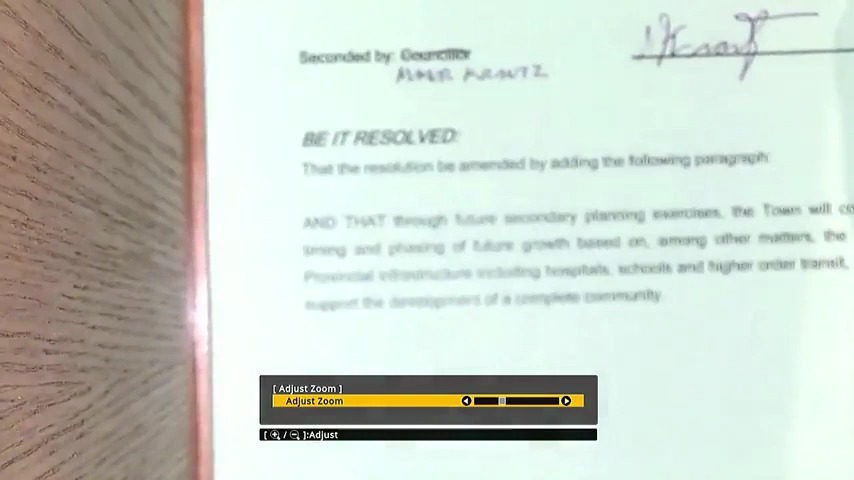 Seconded by: Councillor
KRANTZ
BE IT RESOLVED:
That the resolution be amended by adding the following paragraph:
AND THAT through future secondary planning exercises, the Town will co
timing and phasing of future growth based on, among other matters, the
Provincial infrastructure including hospitals, schools and higher order transit,
support the development of a complete community.
[ Adjust Zoom ]
Adjust Zoom
[ / ]:Adjust